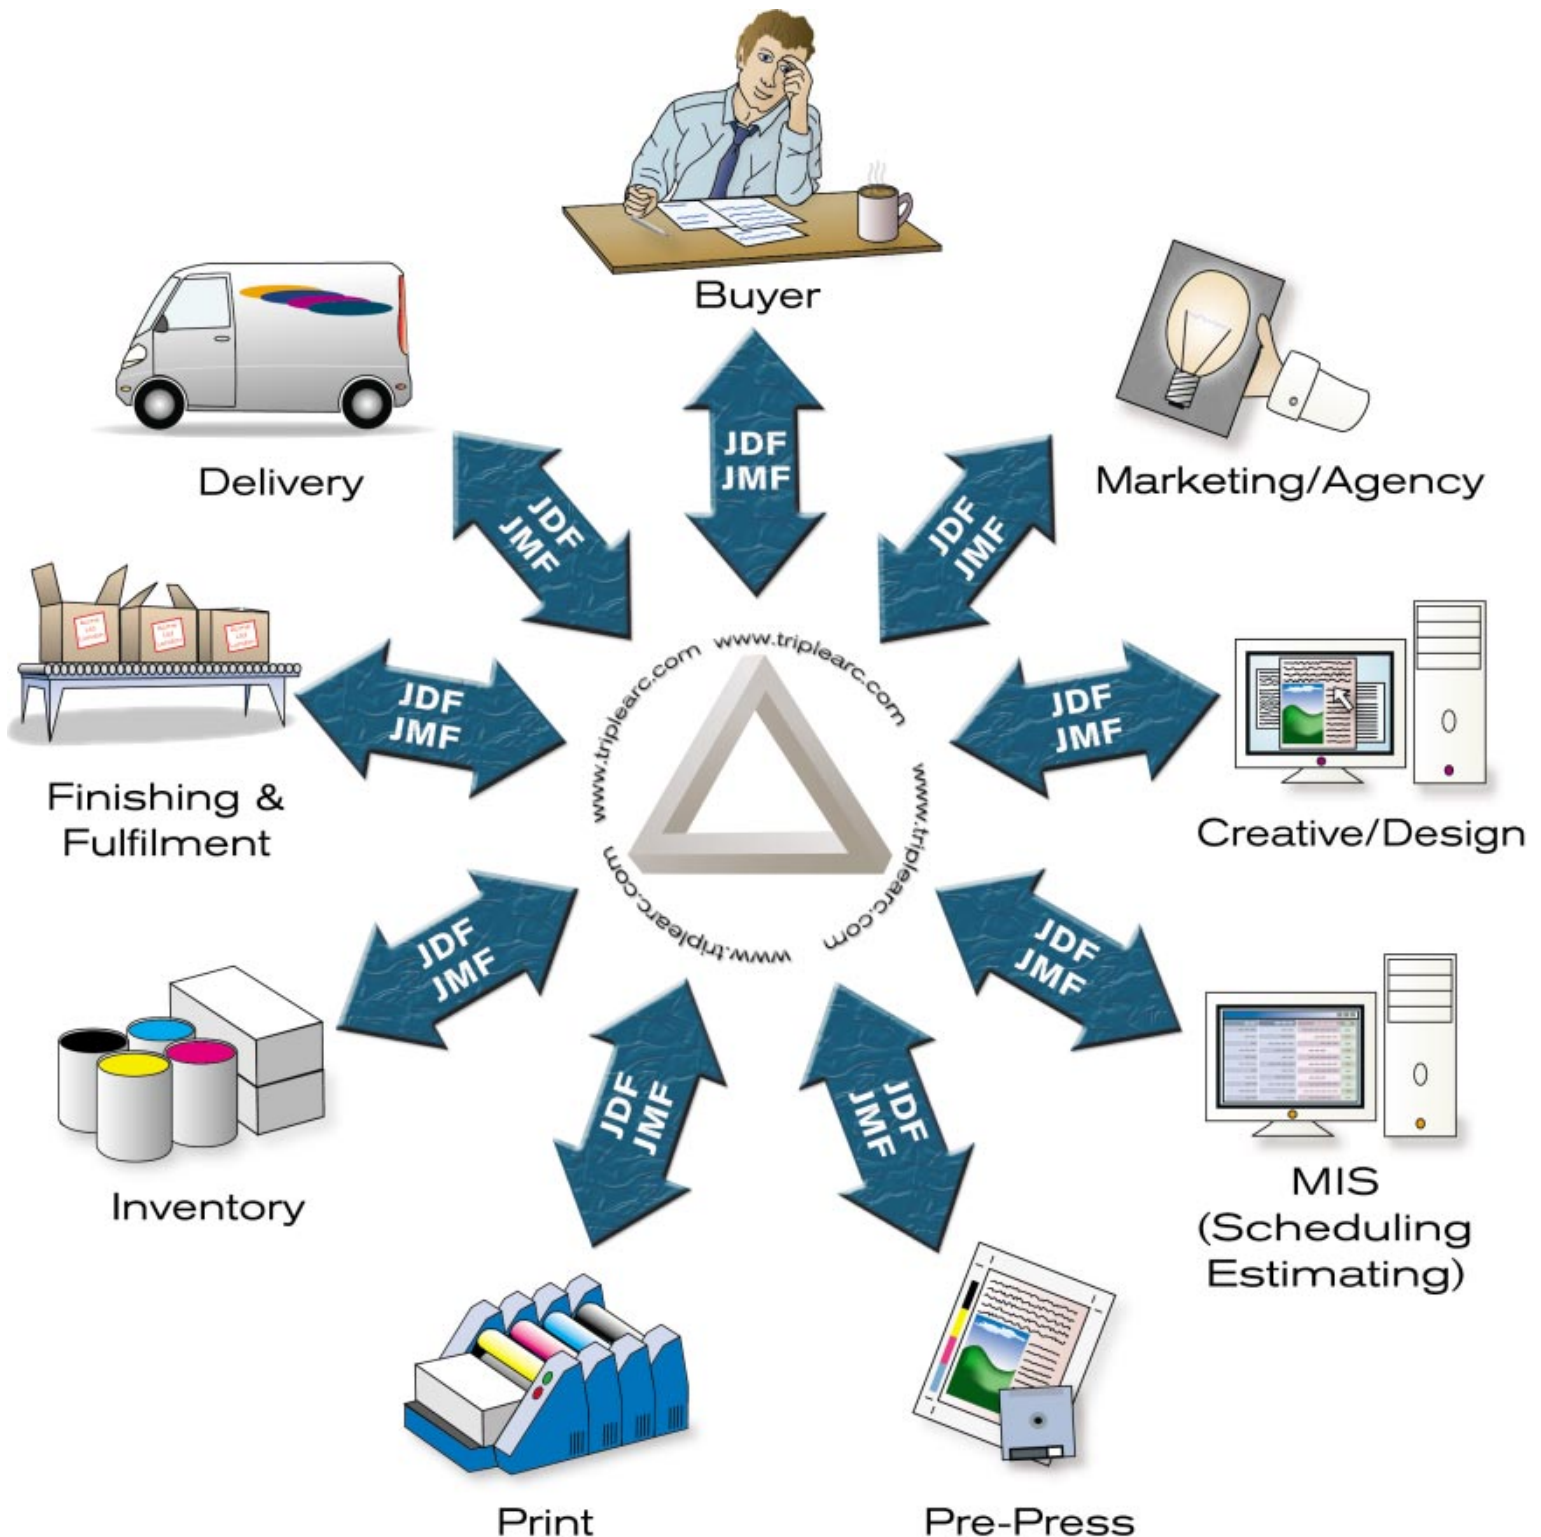 Buyer
JDF
JMF
Marketing/Agency
JDF
JMF
Creative/Design
JDF
JMF
MIS
(Scheduling
Estimating)
JDF
JMF
Pre-Press
JDF
JMF
Print
JDF
JMF
Inventory
JDF
JMF
Finishing &
Fulfilment
JDF
JMF
Delivery
JDF
JMF
www.triplearc.com
www.triplearc.com
www.triplearc.com
www.triplearc.com